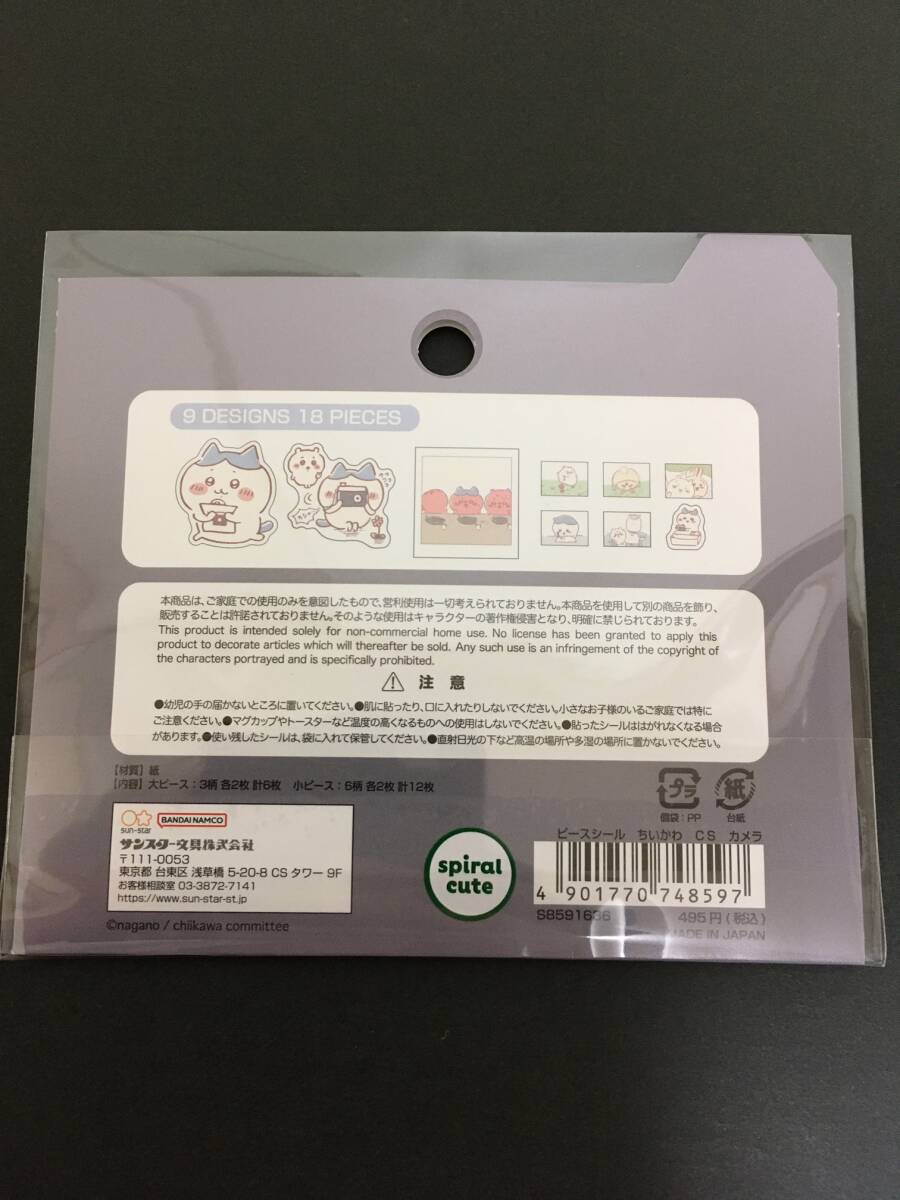 9 DESIGNS 18 PIECES
本商品は、ご家庭での使用のみを意図したもので、営利使用は一切考えられておりません。本商品を使用して別の商品を飾り、
販売することは許諾されておりません。そのような使用はキャラクターの著作権侵害となり、明確に禁じられております。
This product is intended solely for non-commercial home use. No license has been granted to apply this
product to decorate articles which will thereafter be sold. Any such use is an infringement of the copyright of
the characters portrayed and is specifically prohibited.
注 意
●幼児の手の届かないところに置いてください。●肌に貼ったり、口に入れたりしないでください。小さなお子様のいるご家庭では特に
ご注意ください。●マグカップやトースターなど温度の高くなるものへの使用はしないでください。●貼ったシールははがれなくなる場合
があります。●使い残したシールは、袋に入れて保管してください。●直射日光の下など高温の場所や多湿の場所に置かないでください。
【材質】紙
【内容】大ピース:3柄 各2枚 計6枚 小ピース:6柄 各2枚 計12枚
プラ 紙
個袋:PP 台紙
sun-star BANDAI NAMCO
サンスター文具株式会社
〒111-0053
東京都 台東区 浅草橋 5-20-8 CS タワー 9F
お客様相談室 03-3872-7141
https://www.sun-star-st.jp
©nagano / chiikawa committee
spiral
cute
ピースシール ちいかわ CS カメラ
4 901770 748597
S8591636 495円(税込)
MADE IN JAPAN